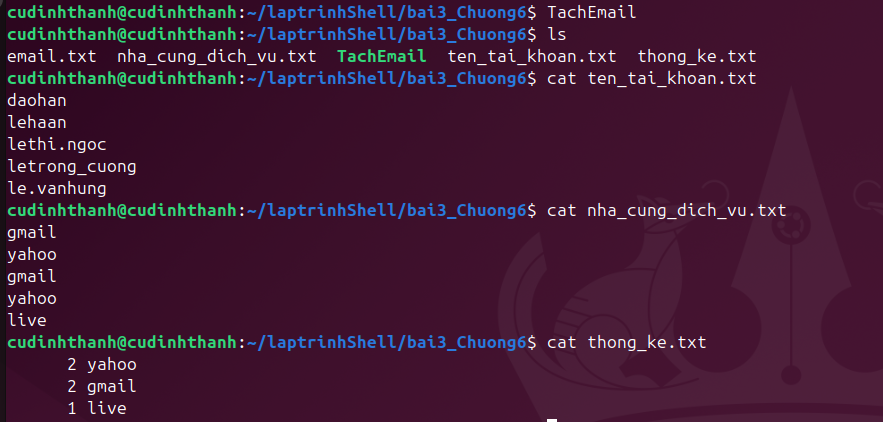 cudinhthanh@cudinhthanh:~/laptrinhShell/bai3_Chuong6$ TachEmail
cudinhthanh@cudinhthanh:~/laptrinhShell/bai3_Chuong6$ ls
email.txt  nha_cung_dich_vu.txt  TachEmail  ten_tai_khoan.txt  thong_ke.txt
cudinhthanh@cudinhthanh:~/laptrinhShell/bai3_Chuong6$ cat ten_tai_khoan.txt
daohan
lehaan
lethi.ngoc
letrong_cuong
le.vanhung
cudinhthanh@cudinhthanh:~/laptrinhShell/bai3_Chuong6$ cat nha_cung_dich_vu.txt
gmail
yahoo
gmail
yahoo
live
cudinhthanh@cudinhthanh:~/laptrinhShell/bai3_Chuong6$ cat thong_ke.txt
      2 yahoo
      2 gmail
      1 live